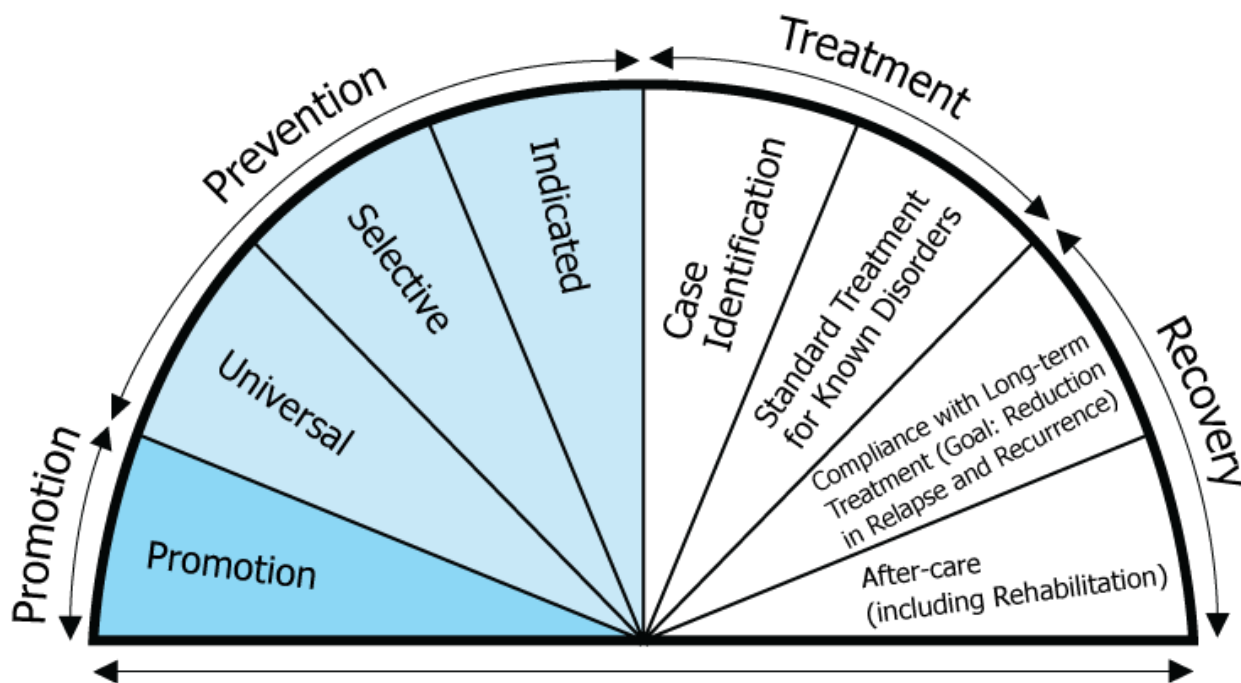 Promotion
Prevention
Treatment
Recovery
Promotion
Universal
Selective
Indicated
Case
Identification
Standard Treatment
for Known Disorders
Compliance with Long-term
Treatment (Goal: Reduction
in Relapse and Recurrence)
After-care
(including Rehabilitation)